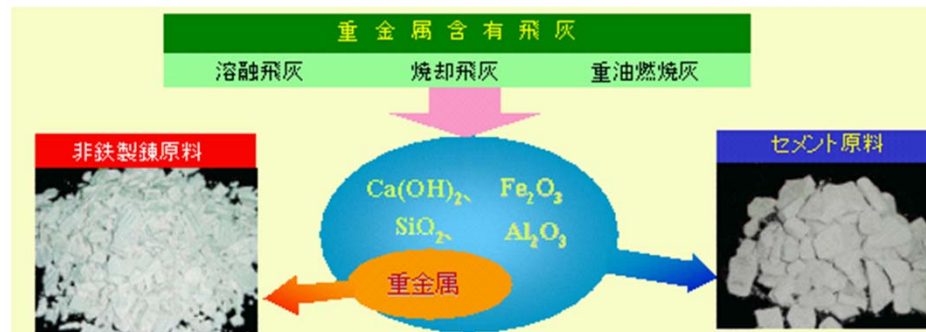 重金属含有飛灰
溶融飛灰 焼却飛灰 重油燃焼灰
非鉄製錬原料
セメント原料
Ca(OH)₂、 Fe₂O₃
SiO₂、 Al₂O₃
重金属